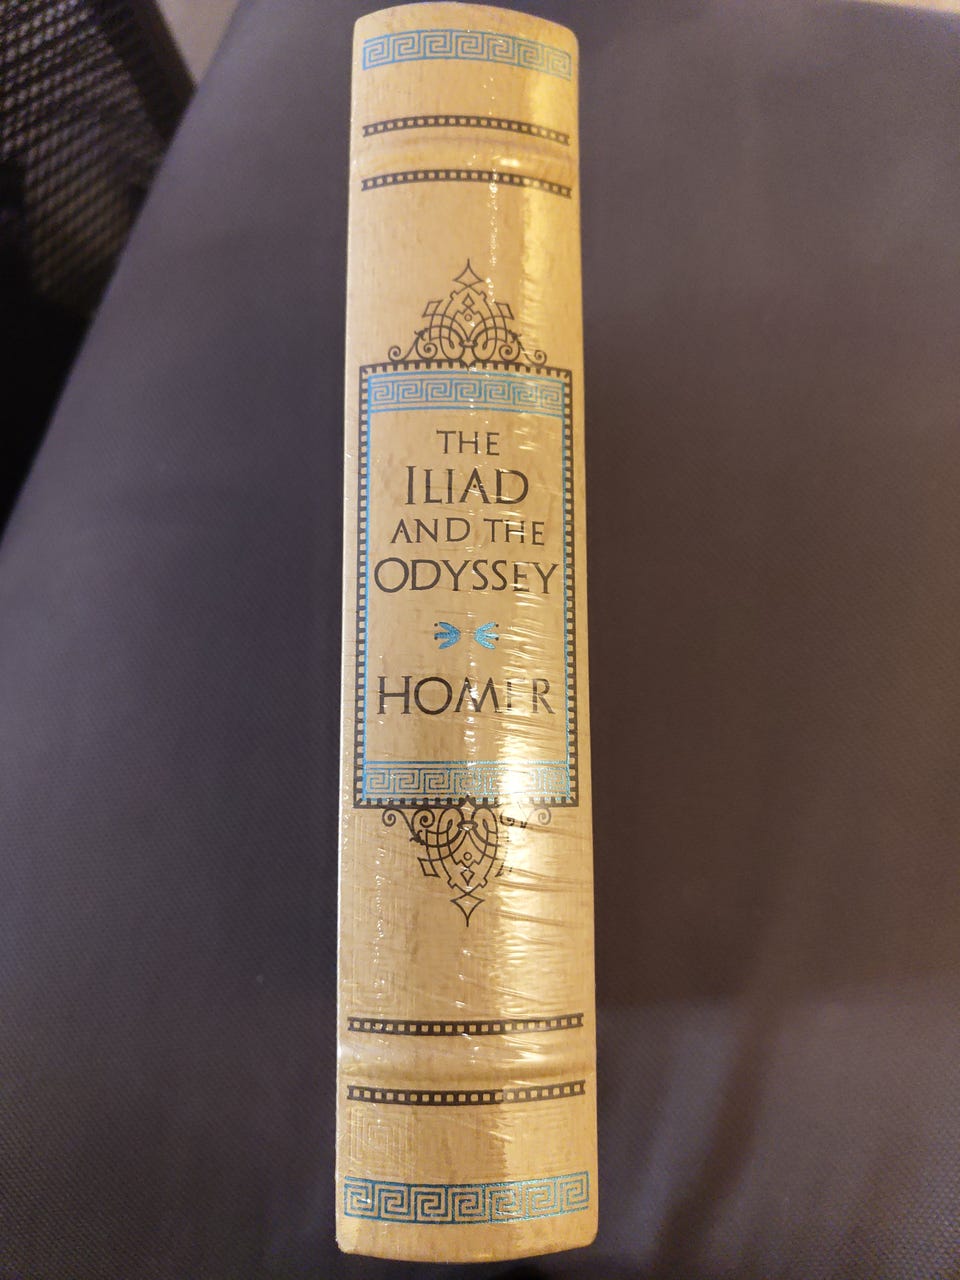 THE
ILIAD
AND THE
ODYSSEY
HOMER